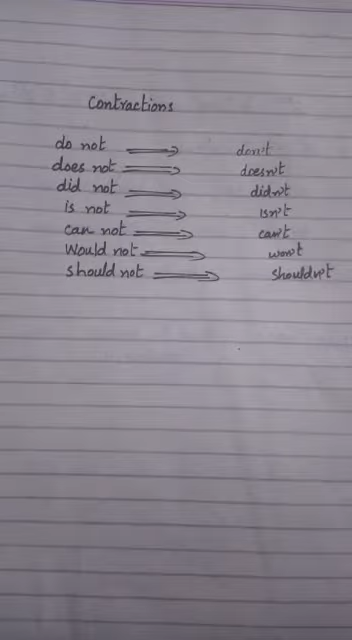 Contractions
do not ⟹ don't
does not ⟹ doesn't
did not ⟹ didn't
is not ⟹ isn't
can not ⟹ can't
Would not ⟹ won't
should not ⟹ shouldn't